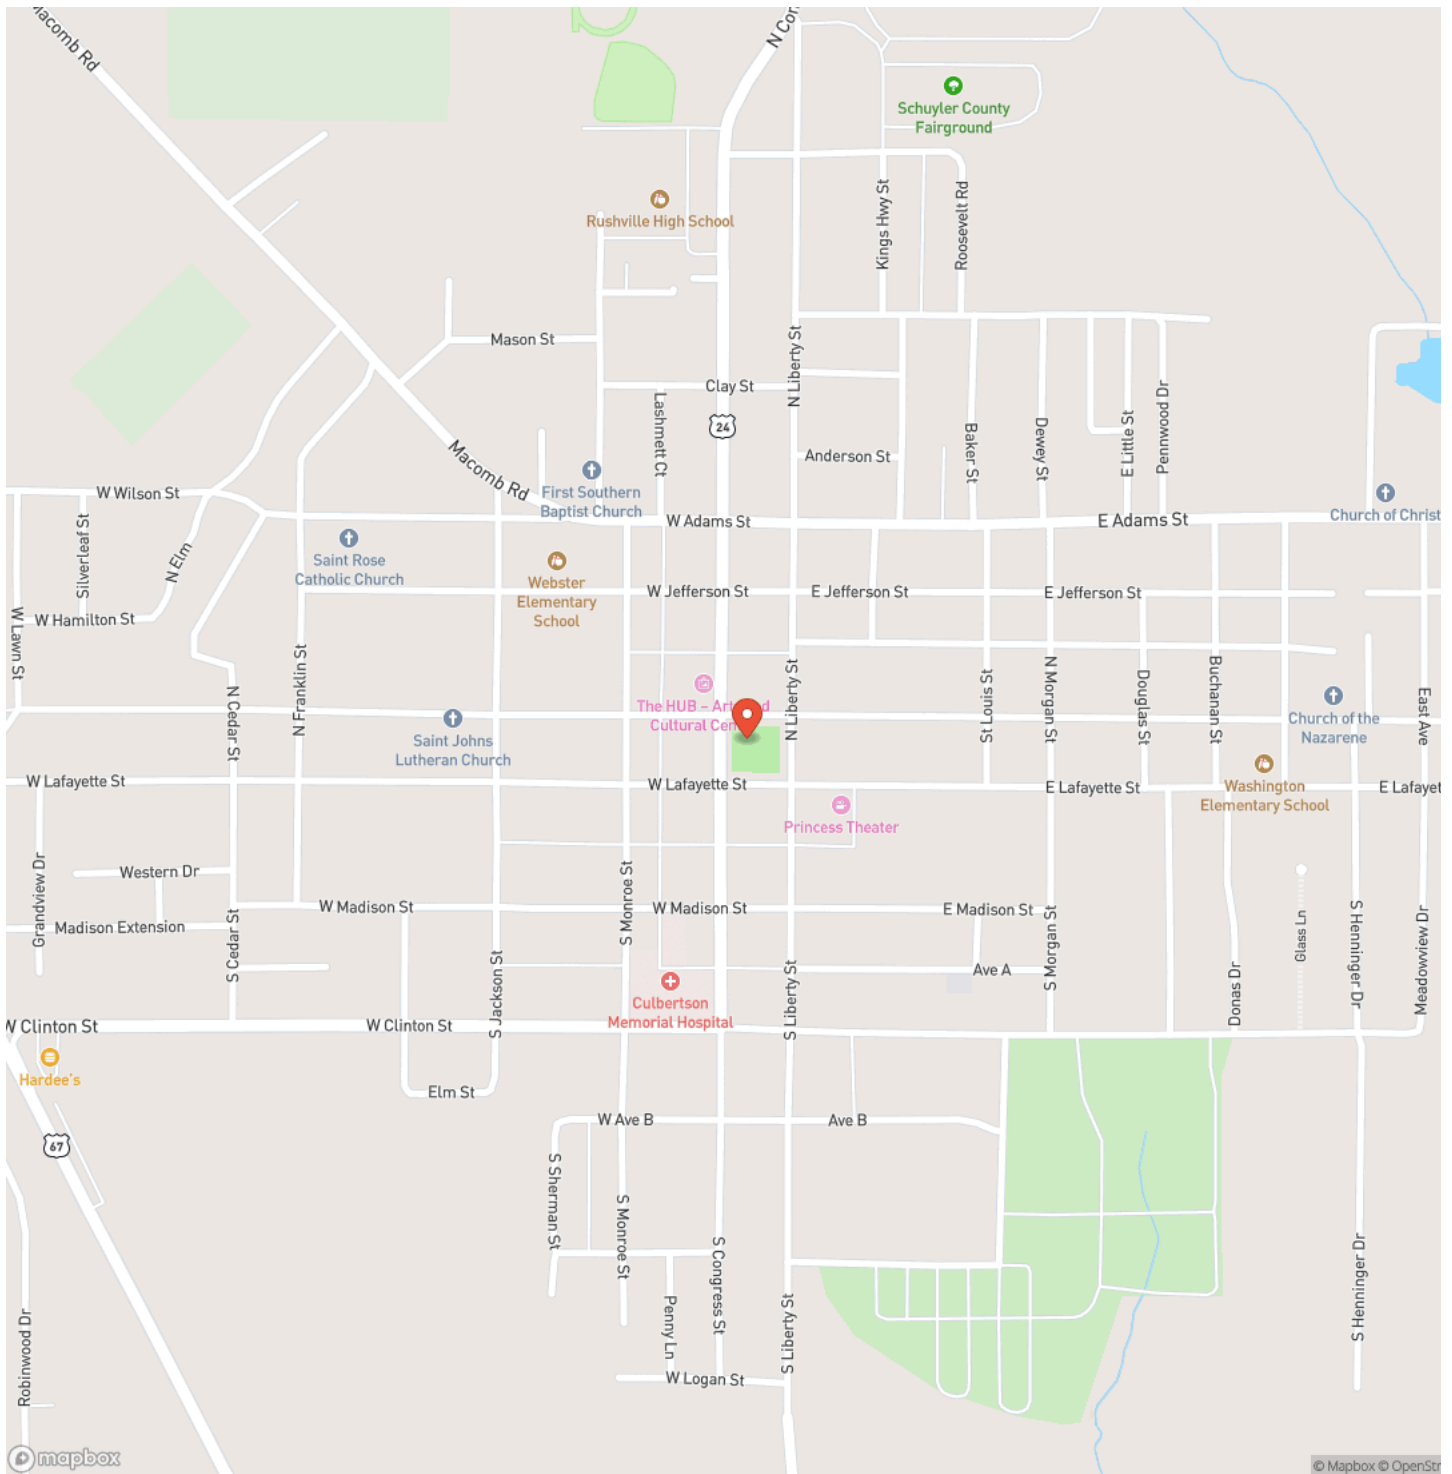 Macomb Rd
N Con
Schuyler County
Fairground
Rushville High School
Kings Hwy St
Roosevelt Rd
Mason St
N Liberty St
Clay St
Lashmett Ct
24
Macomb Rd
Anderson St
Baker St
Dewey St
E Little St
Pennwood Dr
W Wilson St
First Southern
Baptist Church
Church of Christ
W Adams St
E Adams St
Silverleaf St
N Elm
Saint Rose
Catholic Church
Webster
Elementary
School
W Jefferson St
E Jefferson St
E Jefferson St
W Hamilton St
W Lawn St
N Franklin St
N Cedar St
The HUB – Arts and
Cultural Cen
N Liberty St
S Louis St
N Morgan St
Douglas St
Buchanan St
Church of the
Nazarene
East Ave
Saint Johns
Lutheran Church
W Lafayette St
W Lafayette St
E Lafayette St
Washington
Elementary School
E Lafayet
Princess Theater
Grandview Dr
Western Dr
S Monroe St
W Madison St
W Madison St
E Madison St
Madison Extension
S Cedar St
S Jackson St
S Liberty St
Ave A
S Morgan St
Donas Dr
Glass Ln
S Henninger Dr
Meadowview Dr
Culbertson
Memorial Hospital
W Clinton St
W Clinton St
Hardee's
Elm St
W Ave B
Ave B
67
S Sherman St
S Monroe St
S Congress St
Penny Ln
S Liberty St
S Henninger Dr
Robinwood Dr
W Logan St
mapbox
© Mapbox © OpenStr